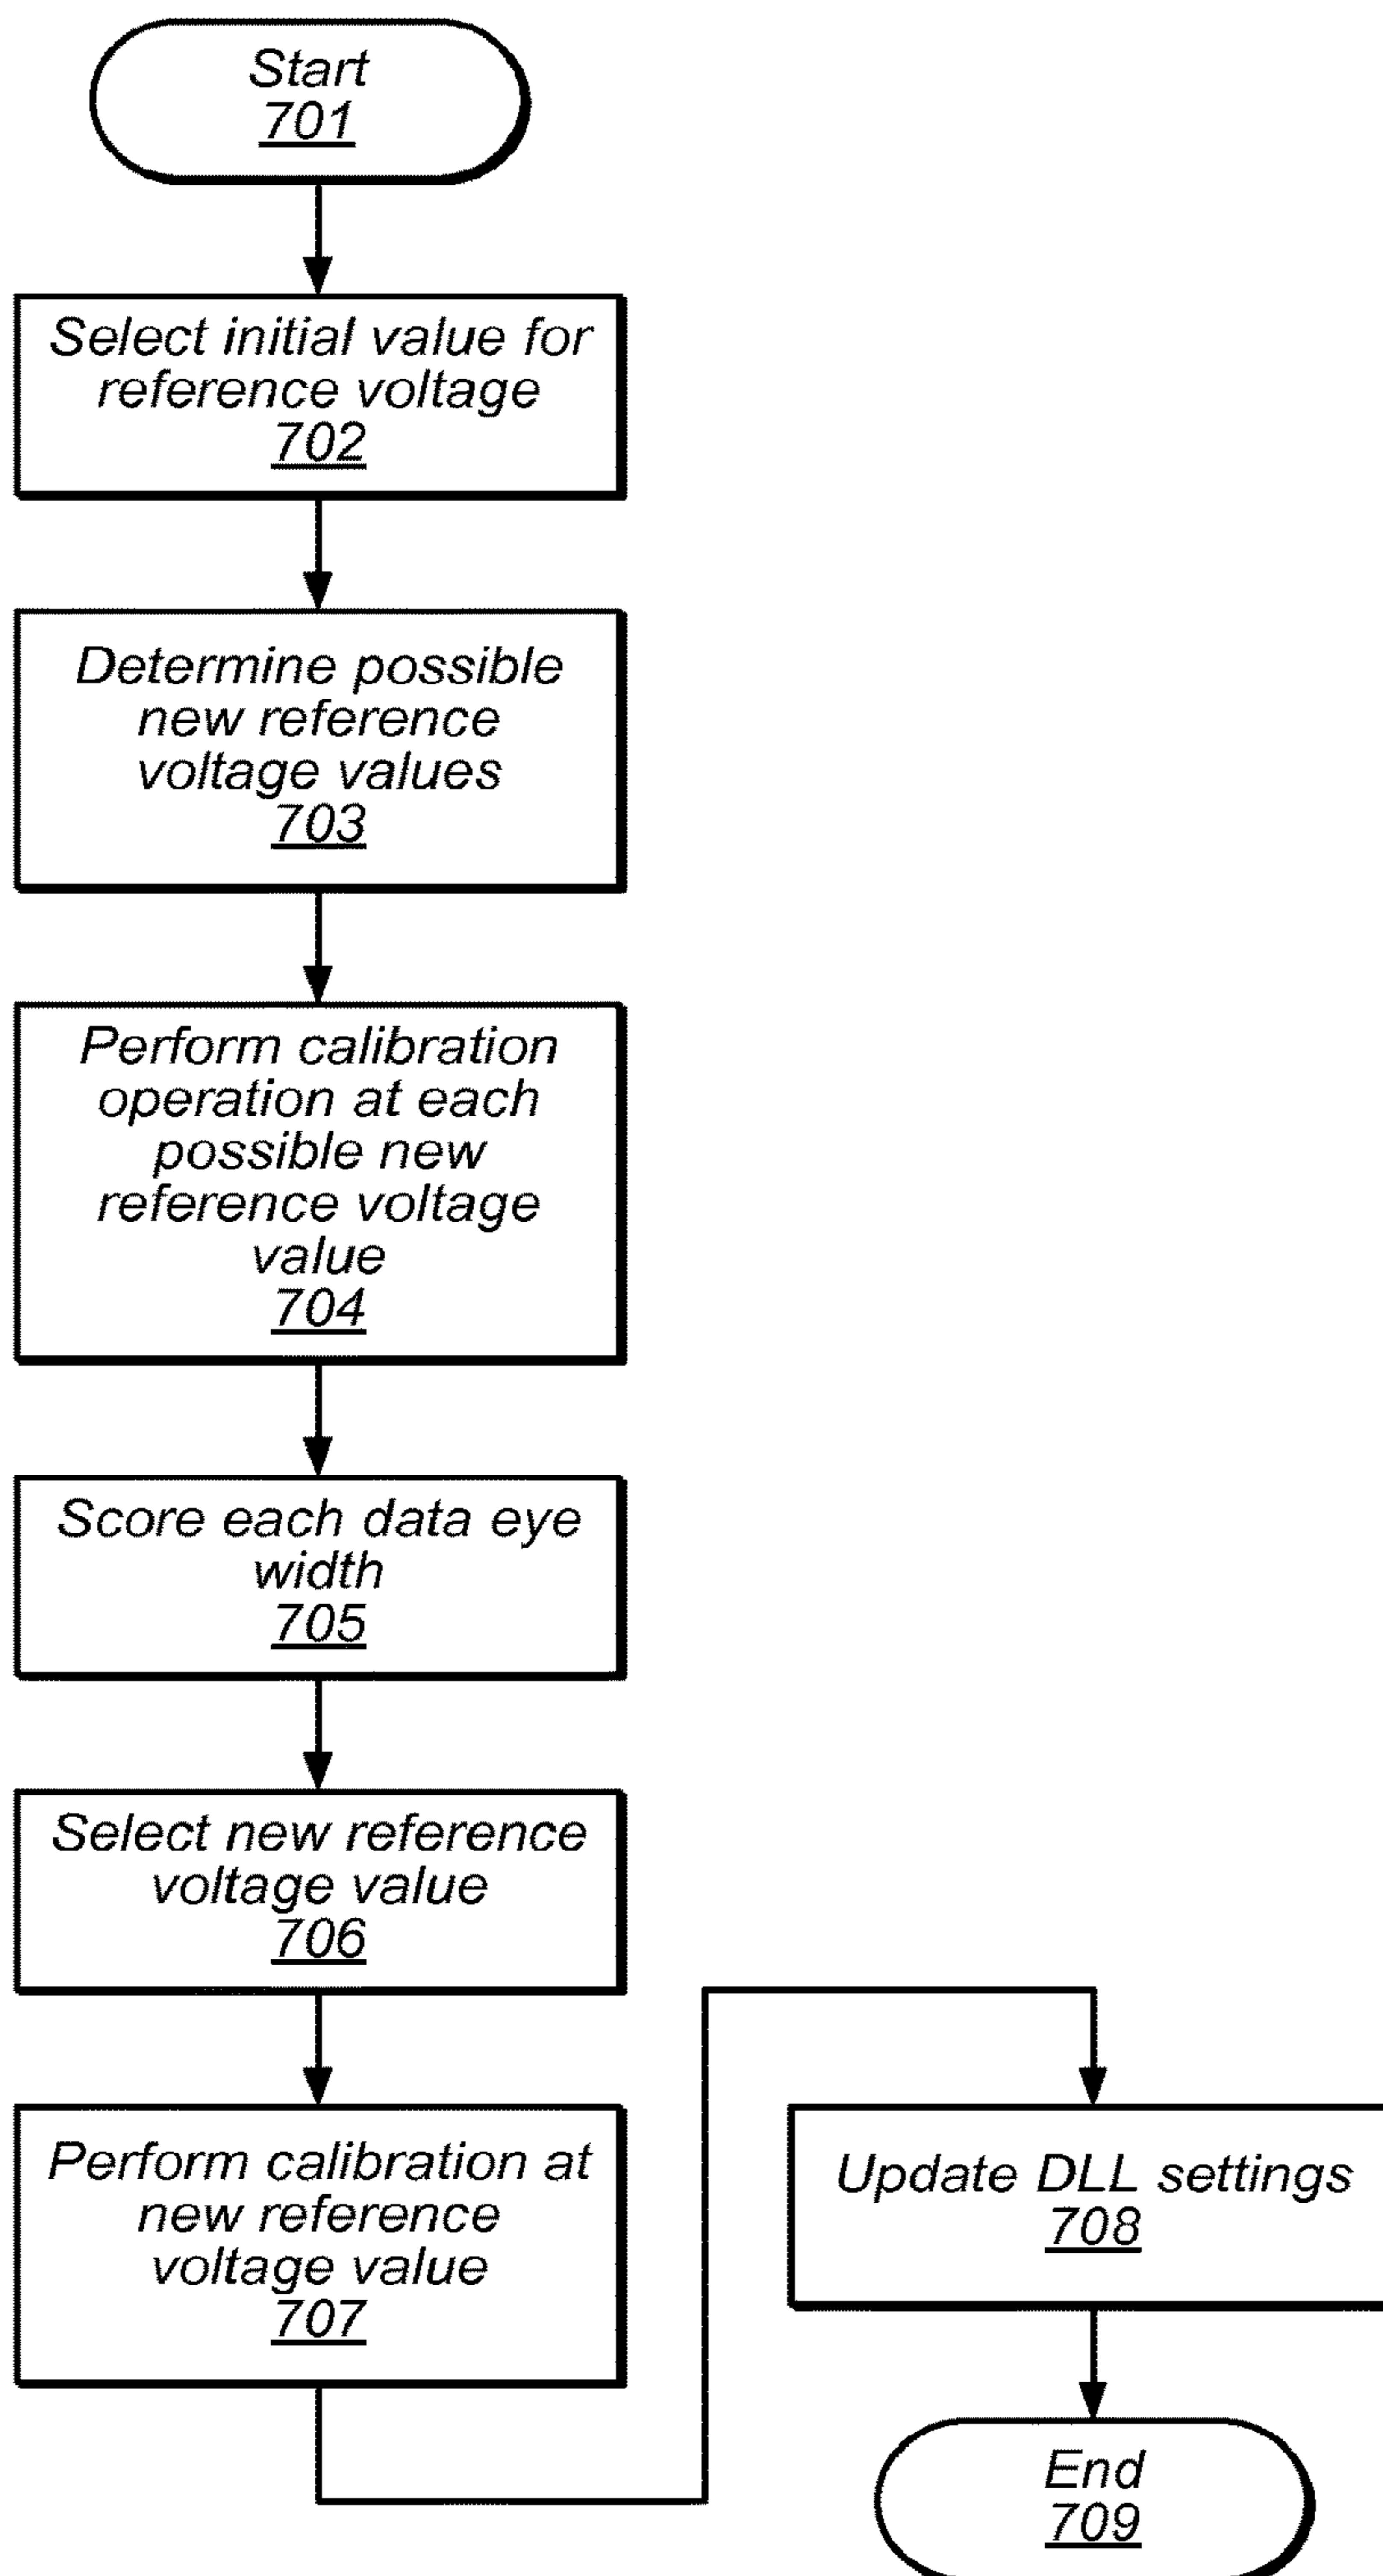 Start
701
Select initial value for
reference voltage
702
Determine possible
new reference
voltage values
703
Perform calibration
operation at each
possible new
reference voltage
value
704
Score each data eye
width
705
Select new reference
voltage value
706
Perform calibration at
new reference
voltage value
707
Update DLL settings
708
End
709